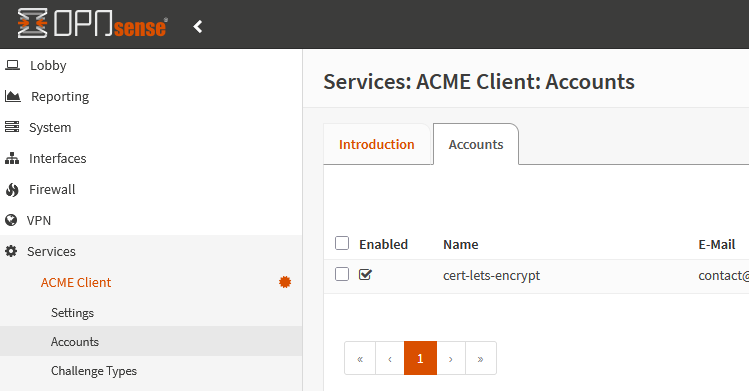 OPNsense
Lobby
Reporting
System
Interfaces
Firewall
VPN
Services
ACME Client
Settings
Accounts
Challenge Types
Services: ACME Client: Accounts
Introduction Accounts
Enabled Name E-Mail
cert-lets-encrypt contact@
« ‹ 1 › »